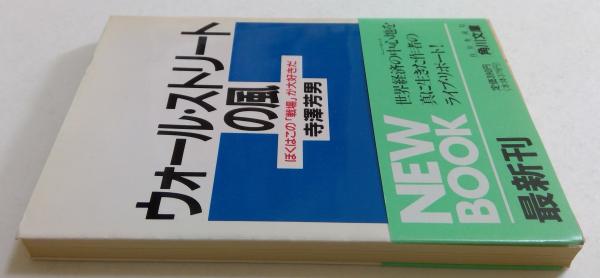 ウォール・ストリート
の風
ぼくはこの「戦場」が大好きだ
寺澤芳男
世界経済の中心地を
真に生きた作者の
ライブリポート！
角川文庫
NEW
BOOK
最新刊